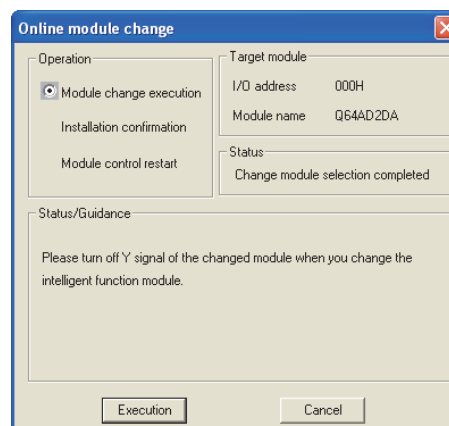 Online module change
Operation
Module change execution
Installation confirmation
Module control restart
Target module
I/O address 000H
Module name Q64AD2DA
Status
Change module selection completed
Status/Guidance
Please turn off Y signal of the changed module when you change the
intelligent function module.
Execution Cancel